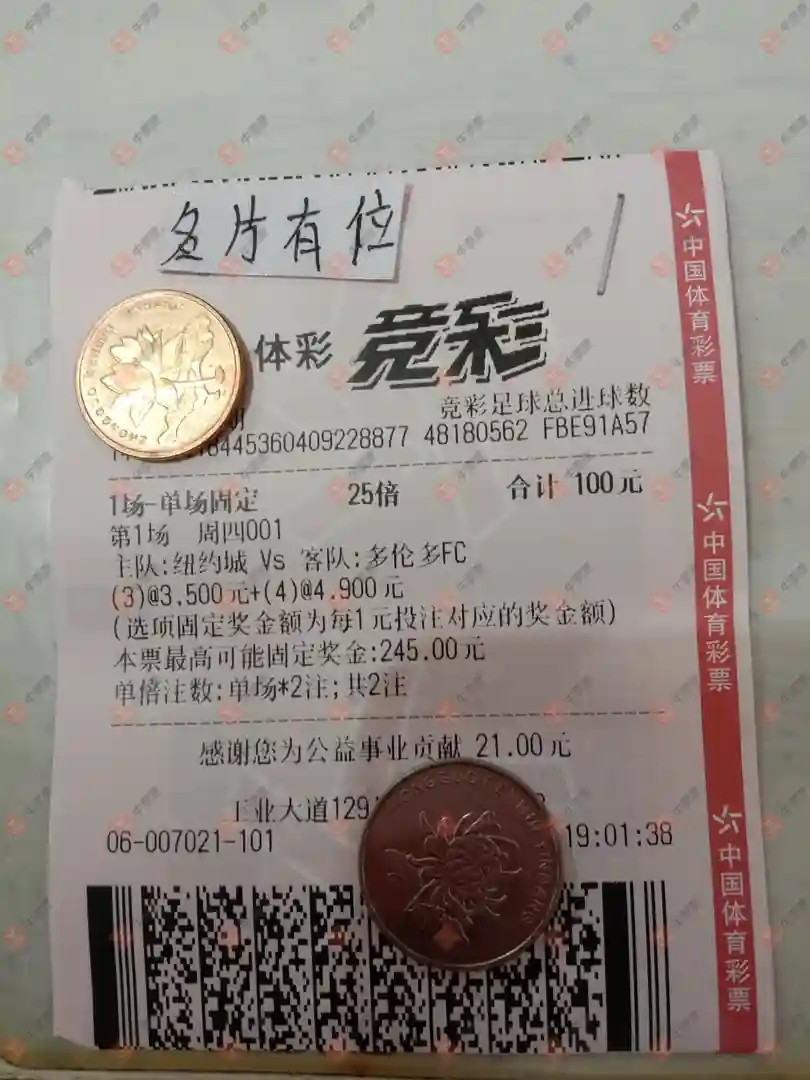 名片有位
体彩 竞彩
竞彩足球总进球数
18445360409228877 48180562 FBE91A57
1场-单场固定 25倍 合计 100元
第1场 周四001
主队:纽约城 Vs 客队:多伦多FC
(3)@3.500元+(4)@4.900元
(选项固定奖金额为每1元投注对应的奖金额)
本票最高可能固定奖金:245.00元
单倍注数:单场*2注;共2注
感谢您为公益事业贡献 21.00元
工业大道129
06-007021-101 19:01:38
中国体育彩票
中国体育彩票
中国体育彩票